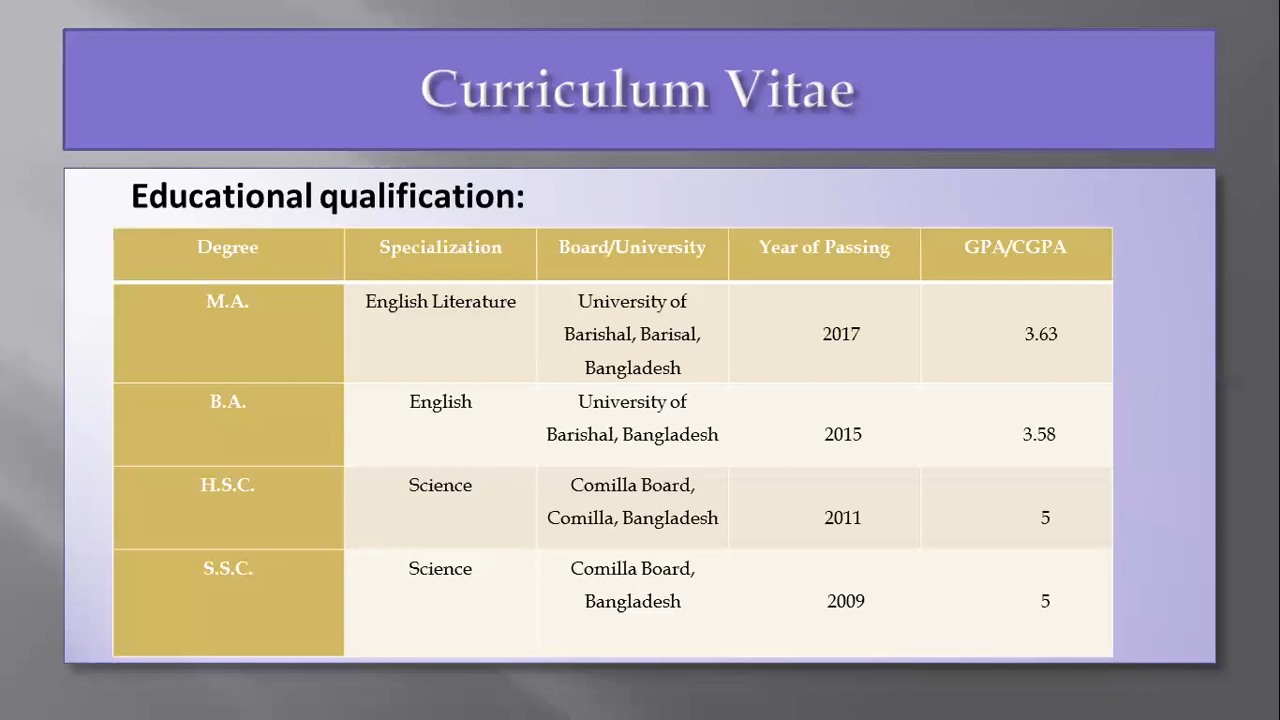 Curriculum Vitae
Educational qualification:
Degree Specialization Board/University Year of Passing GPA/CGPA
M.A. English Literature University of
Barishal, Barisal, 2017 3.63
Bangladesh
B.A. English University of
Barishal, Bangladesh 2015 3.58
H.S.C. Science Comilla Board,
Comilla, Bangladesh 2011 5
S.S.C. Science Comilla Board,
Bangladesh 2009 5